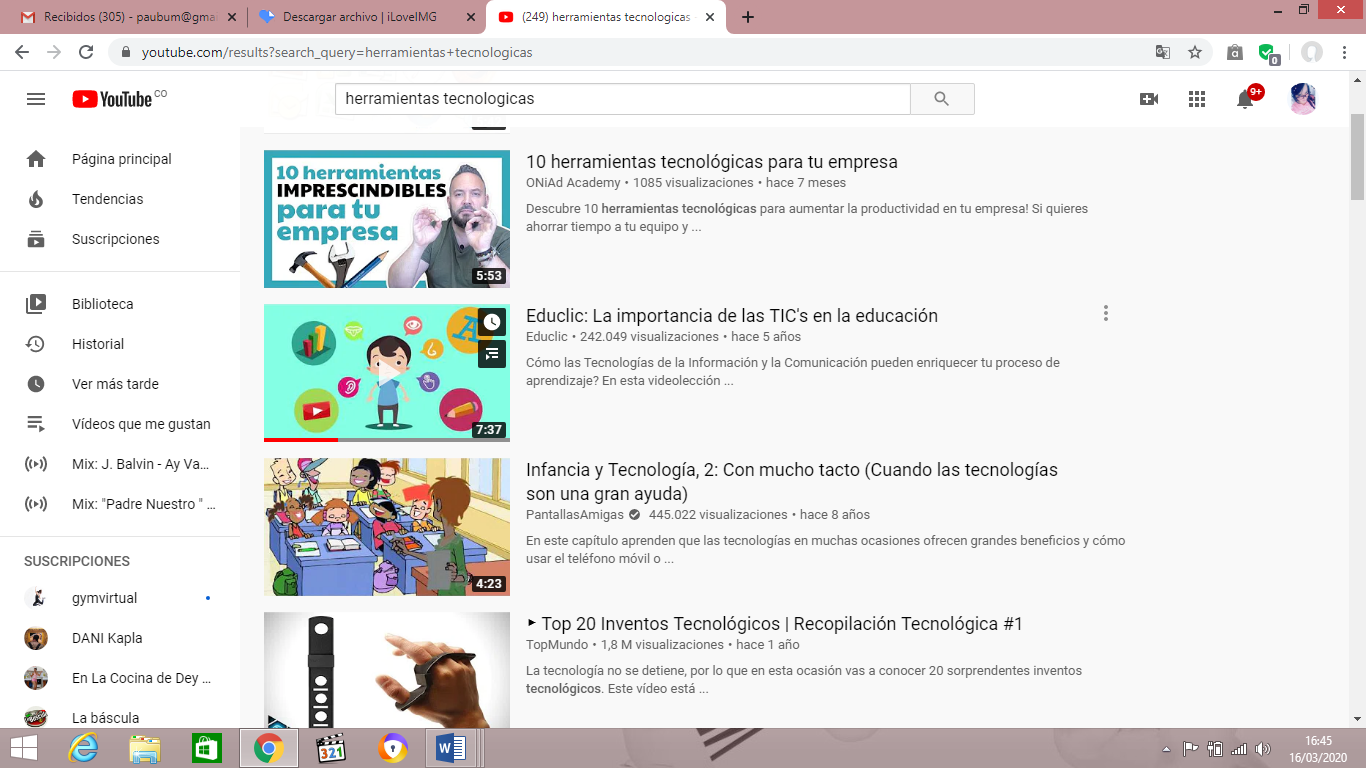 Recibidos (305) - paubum@gma
Descargar archivo | iLoveIMG
(249) herramientas tecnologicas
youtube.com/results?search_query=herramientas+tecnologicas
0
YouTube CO
herramientas tecnologicas
9+
Página principal
Tendencias
Suscripciones
Biblioteca
Historial
Ver más tarde
Vídeos que me gustan
Mix: J. Balvin - Ay Va...
Mix: "Padre Nuestro " ...
SUSCRIPCIONES
gymvirtual
DANI Kapla
En La Cocina de Dey ...
La báscula
10 herramientas
IMPRESCINDIBLES
para tu
empresa
5:53
10 herramientas tecnológicas para tu empresa
ONiAd Academy • 1085 visualizaciones • hace 7 meses
Descubre 10 herramientas tecnológicas para aumentar la productividad en tu empresa! Si quieres
ahorrar tiempo a tu equipo y ...
A
7:37
Educlic: La importancia de las TIC's en la educación
Educlic • 242.049 visualizaciones • hace 5 años
Cómo las Tecnologías de la Información y la Comunicación pueden enriquecer tu proceso de
aprendizaje? En esta videolección ...
4:23
Infancia y Tecnología, 2: Con mucho tacto (Cuando las tecnologías
son una gran ayuda)
PantallasAmigas 445.022 visualizaciones • hace 8 años
En este capítulo aprenden que las tecnologías en muchas ocasiones ofrecen grandes beneficios y cómo
usar el teléfono móvil o ...
‣ Top 20 Inventos Tecnológicos | Recopilación Tecnológica #1
TopMundo • 1,8 M visualizaciones • hace 1 año
La tecnología no se detiene, por lo que en esta ocasión vas a conocer 20 sorprendentes inventos
tecnológicos. Este vídeo está ...
321
16:45
16/03/2020